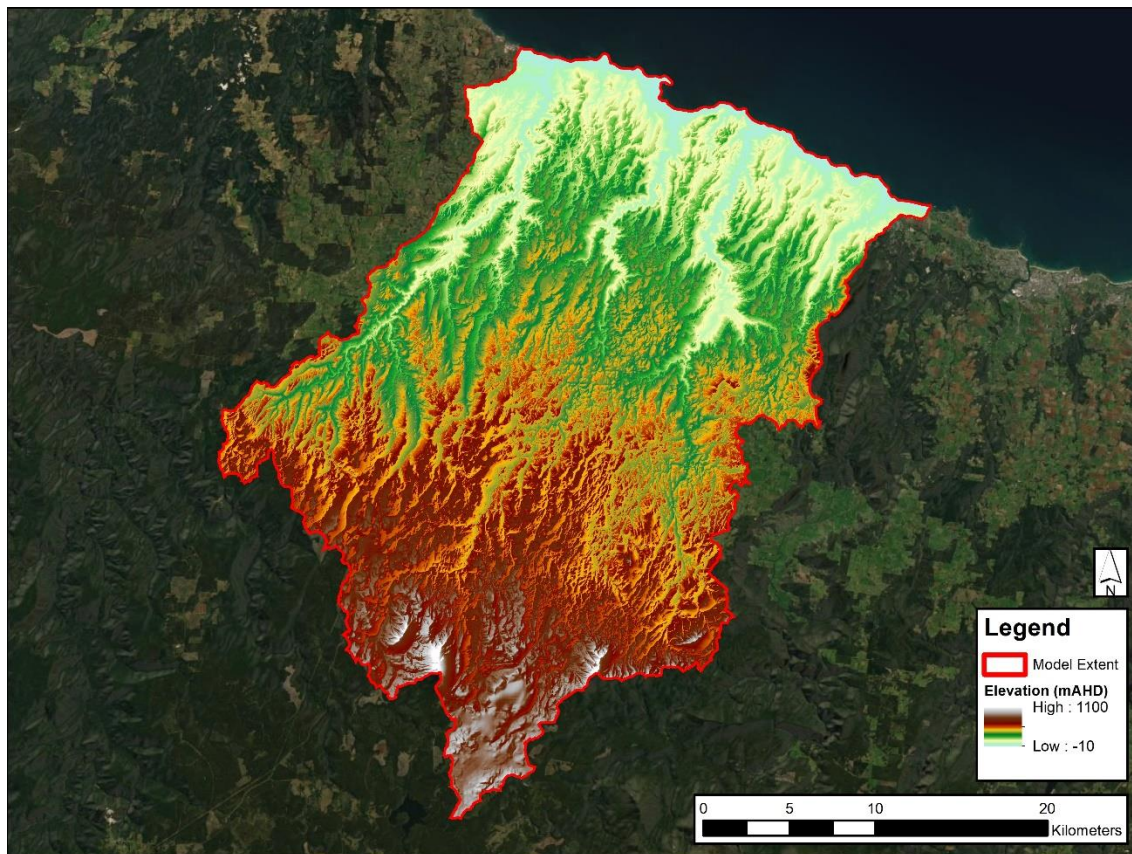 N
Legend
Model Extent
Elevation (mAHD)
High : 1100
Low : -10
0 5 10 20
Kilometers